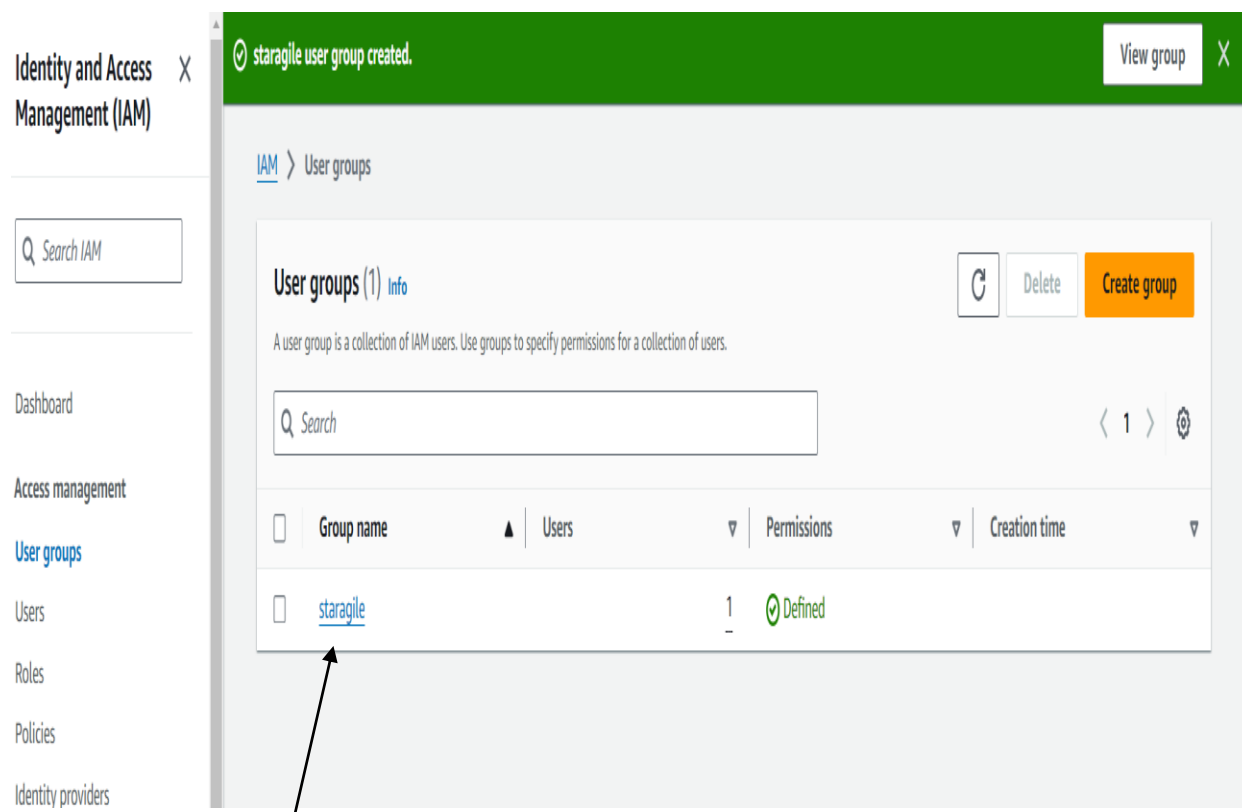 Identity and Access
Management (IAM)
Search IAM
Dashboard
Access management
User groups
Users
Roles
Policies
Identity providers
staragile user group created.
View group
IAM > User groups
User groups (1) Info
Delete
Create group
A user group is a collection of IAM users. Use groups to specify permissions for a collection of users.
Search
1
Group name Users Permissions Creation time
staragile 1 Defined